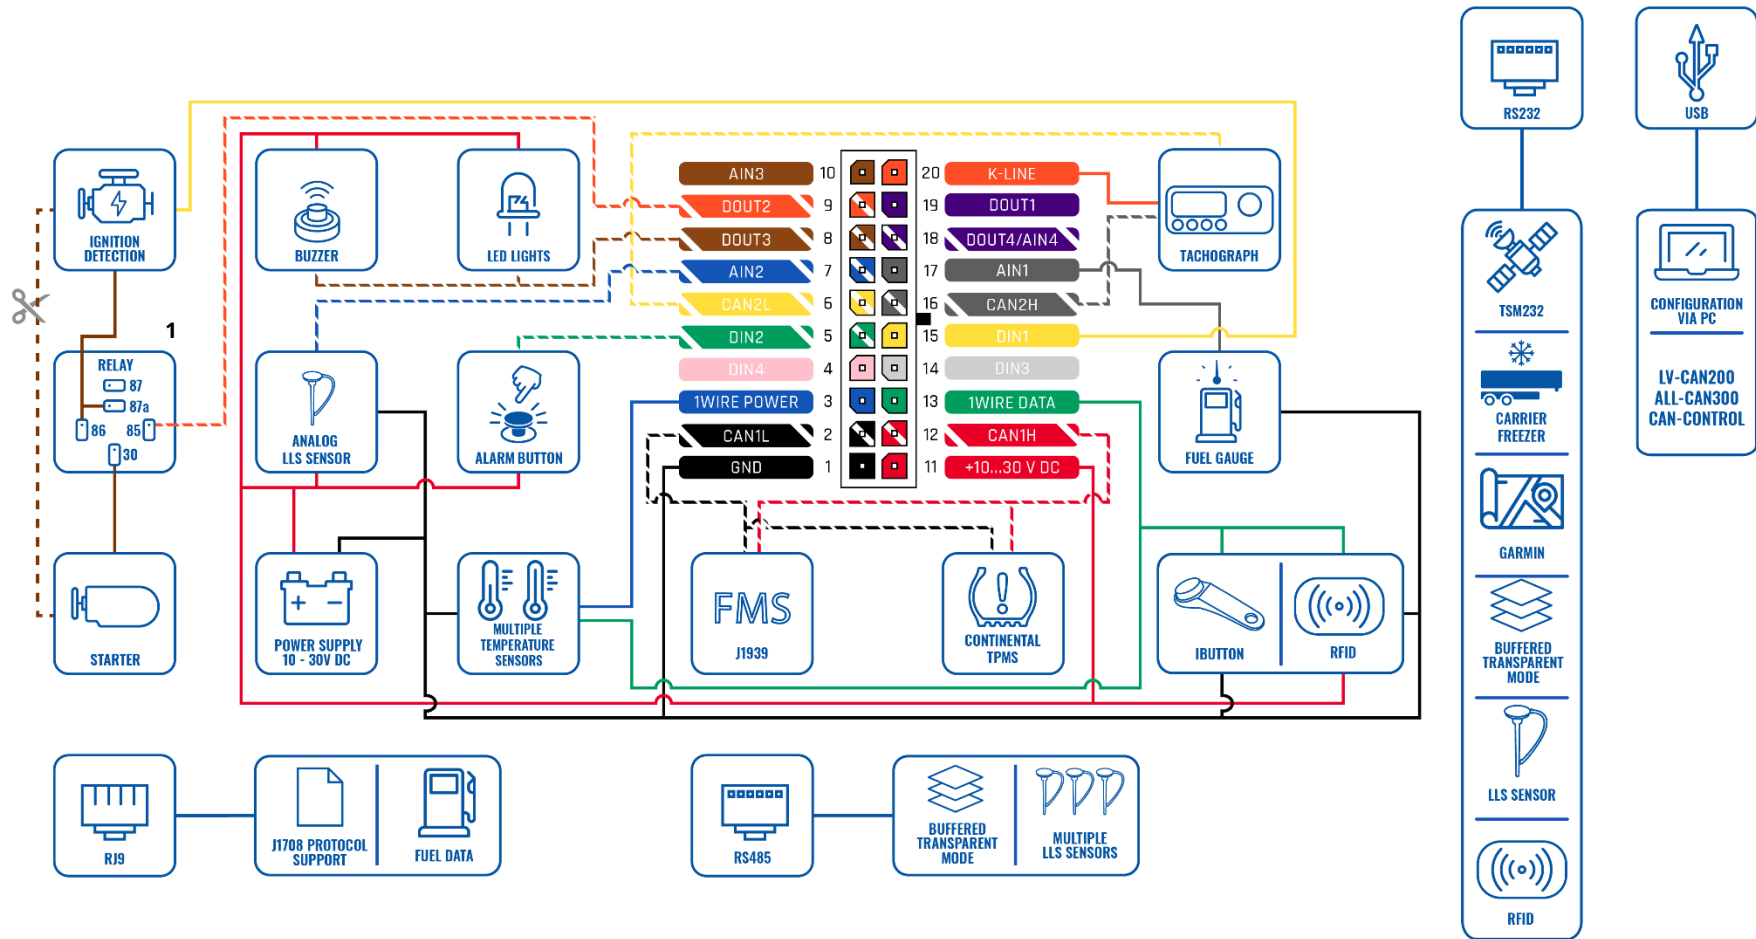 RS232
USB
IGNITION
DETECTION
BUZZER
LED LIGHTS
AIN3 10
DOUT2 9
DOUT3 8
AIN2 7
CAN2L 6
DIN2 5
DIN4 4
1WIRE POWER 3
CAN1L 2
GND 1
20 K-LINE
19 DOUT1
18 DOUT4/AIN4
17 AIN1
16 CAN2H
15 DIN1
14 DIN3
13 1WIRE DATA
12 CAN1H
11 +10...30 V DC
TACHOGRAPH
1
RELAY
87
87a
86 85
30
ANALOG
LLS SENSOR
ALARM BUTTON
FUEL GAUGE
STARTER
+ -
POWER SUPPLY
10 - 30V DC
MULTIPLE
TEMPERATURE
SENSORS
FMS
J1939
CONTINENTAL
TPMS
IBUTTON
RFID
RJ9
J1708 PROTOCOL
SUPPORT
FUEL DATA
RS485
BUFFERED
TRANSPARENT
MODE
MULTIPLE
LLS SENSORS
TSM232
CARRIER
FREEZER
GARMIN
BUFFERED
TRANSPARENT
MODE
LLS SENSOR
RFID
CONFIGURATION
VIA PC
LV-CAN200
ALL-CAN300
CAN-CONTROL